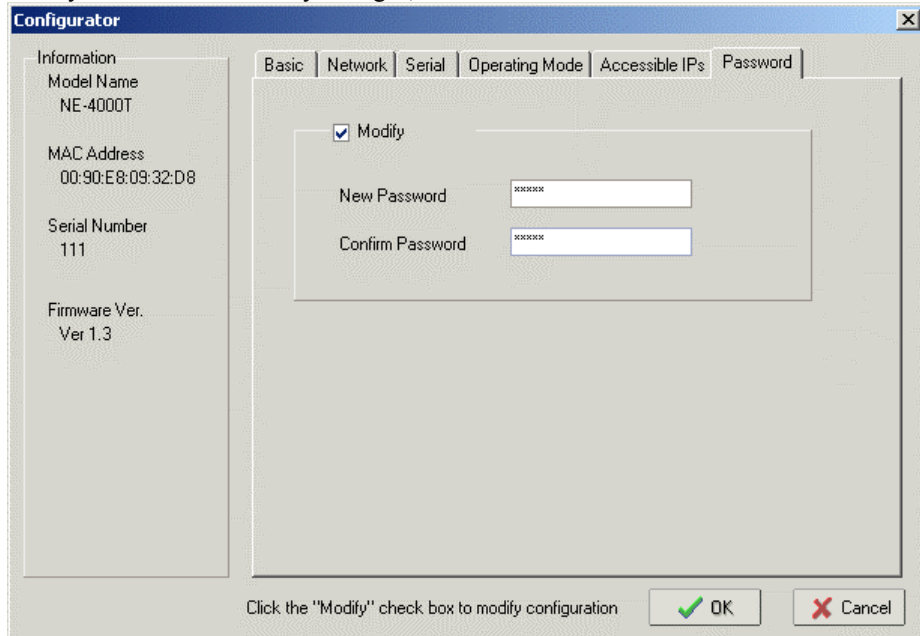 Configurator
Information
Model Name
NE-4000T
MAC Address
00:90:E8:09:32:D8
Serial Number
111
Firmware Ver.
Ver 1.3
Basic Network Serial Operating Mode Accessible IPs Password
Modify
New Password *****
Confirm Password *****
Click the "Modify" check box to modify configuration OK Cancel